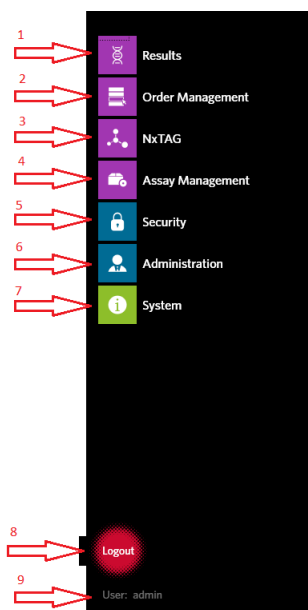 1
Results
2
Order Management
3
NxTAG
4
Assay Management
5
Security
6
Administration
7
System
8
Logout
9
User: admin